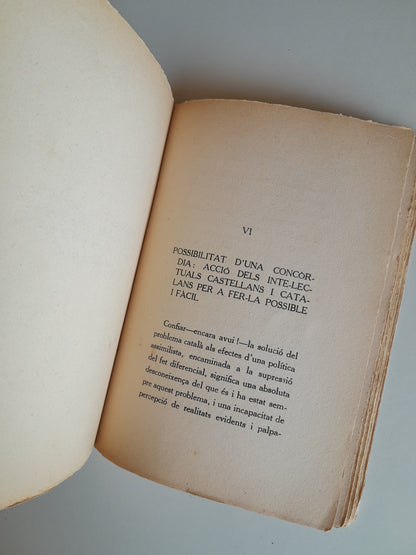 VI
POSSIBILITAT D'UNA CONCÒR-
DIA: ACCIÓ DELS INTE-LEC-
TUALS CASTELLANS I CATA-
LANS PER A FER-LA POSSIBLE
I FÀCIL
Confiar—encara avui!—la solució del
problema català als efectes d'una política
assimilista, encaminada a la supressió
del fet diferencial, significa una absoluta
desconeixença del que és i ha estat sem-
pre aquest problema, i una incapacitat de
percepció de realitats evidents i palpa-